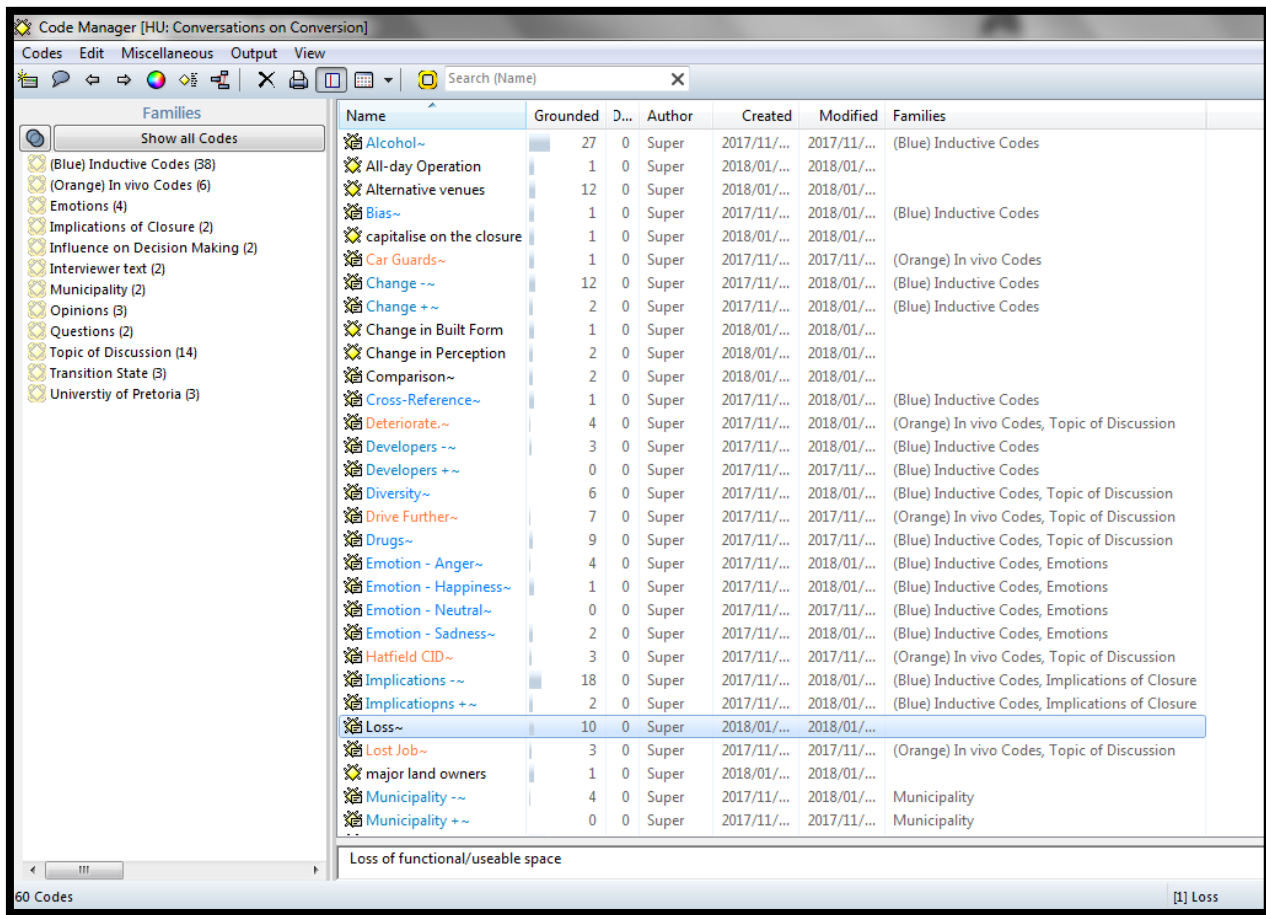 Code Manager [HU: Conversations on Conversion]
Codes Edit Miscellaneous Output View
Search (Name)
Families
Show all Codes
(Blue) Inductive Codes (38)
(Orange) In vivo Codes (6)
Emotions (4)
Implications of Closure (2)
Influence on Decision Making (2)
Interviewer text (2)
Municipality (2)
Opinions (3)
Questions (2)
Topic of Discussion (14)
Transition State (3)
Universtiy of Pretoria (3)
Name Grounded D... Author Created Modified Families
Alcohol~ 27 0 Super 2017/11/... 2017/11/... (Blue) Inductive Codes
All-day Operation 1 0 Super 2018/01/... 2018/01/...
Alternative venues 12 0 Super 2018/01/... 2018/01/...
Bias~ 1 0 Super 2017/11/... 2018/01/... (Blue) Inductive Codes
capitalise on the closure 1 0 Super 2018/01/... 2018/01/...
Car Guards~ 1 0 Super 2017/11/... 2017/11/... (Orange) In vivo Codes
Change -~ 12 0 Super 2017/11/... 2018/01/... (Blue) Inductive Codes
Change +~ 2 0 Super 2017/11/... 2018/01/... (Blue) Inductive Codes
Change in Built Form 1 0 Super 2018/01/... 2018/01/...
Change in Perception 2 0 Super 2018/01/... 2018/01/...
Comparison~ 2 0 Super 2018/01/... 2018/01/...
Cross-Reference~ 1 0 Super 2017/11/... 2018/01/... (Blue) Inductive Codes
Deteriorate.~ 4 0 Super 2017/11/... 2018/01/... (Orange) In vivo Codes, Topic of Discussion
Developers -~ 3 0 Super 2017/11/... 2018/01/... (Blue) Inductive Codes
Developers +~ 0 0 Super 2017/11/... 2017/11/... (Blue) Inductive Codes
Diversity~ 6 0 Super 2017/11/... 2018/01/... (Blue) Inductive Codes, Topic of Discussion
Drive Further~ 7 0 Super 2017/11/... 2018/01/... (Orange) In vivo Codes, Topic of Discussion
Drugs~ 9 0 Super 2017/11/... 2018/01/... (Blue) Inductive Codes, Topic of Discussion
Emotion - Anger~ 4 0 Super 2017/11/... 2018/01/... (Blue) Inductive Codes, Emotions
Emotion - Happiness~ 1 0 Super 2017/11/... 2018/01/... (Blue) Inductive Codes, Emotions
Emotion - Neutral~ 0 0 Super 2017/11/... 2017/11/... (Blue) Inductive Codes, Emotions
Emotion - Sadness~ 2 0 Super 2017/11/... 2018/01/... (Blue) Inductive Codes, Emotions
Hatfield CID~ 3 0 Super 2017/11/... 2017/11/... (Orange) In vivo Codes, Topic of Discussion
Implications -~ 18 0 Super 2017/11/... 2018/01/... (Blue) Inductive Codes, Implications of Closure
Implicatiopns +~ 2 0 Super 2017/11/... 2018/01/... (Blue) Inductive Codes, Implications of Closure
Loss~ 10 0 Super 2018/01/... 2018/01/...
Lost Job~ 3 0 Super 2017/11/... 2017/11/... (Orange) In vivo Codes, Topic of Discussion
major land owners 1 0 Super 2018/01/... 2018/01/...
Municipality -~ 4 0 Super 2017/11/... 2018/01/... Municipality
Municipality +~ 0 0 Super 2017/11/... 2017/11/... Municipality
Loss of functional/useable space
60 Codes
[1] Loss